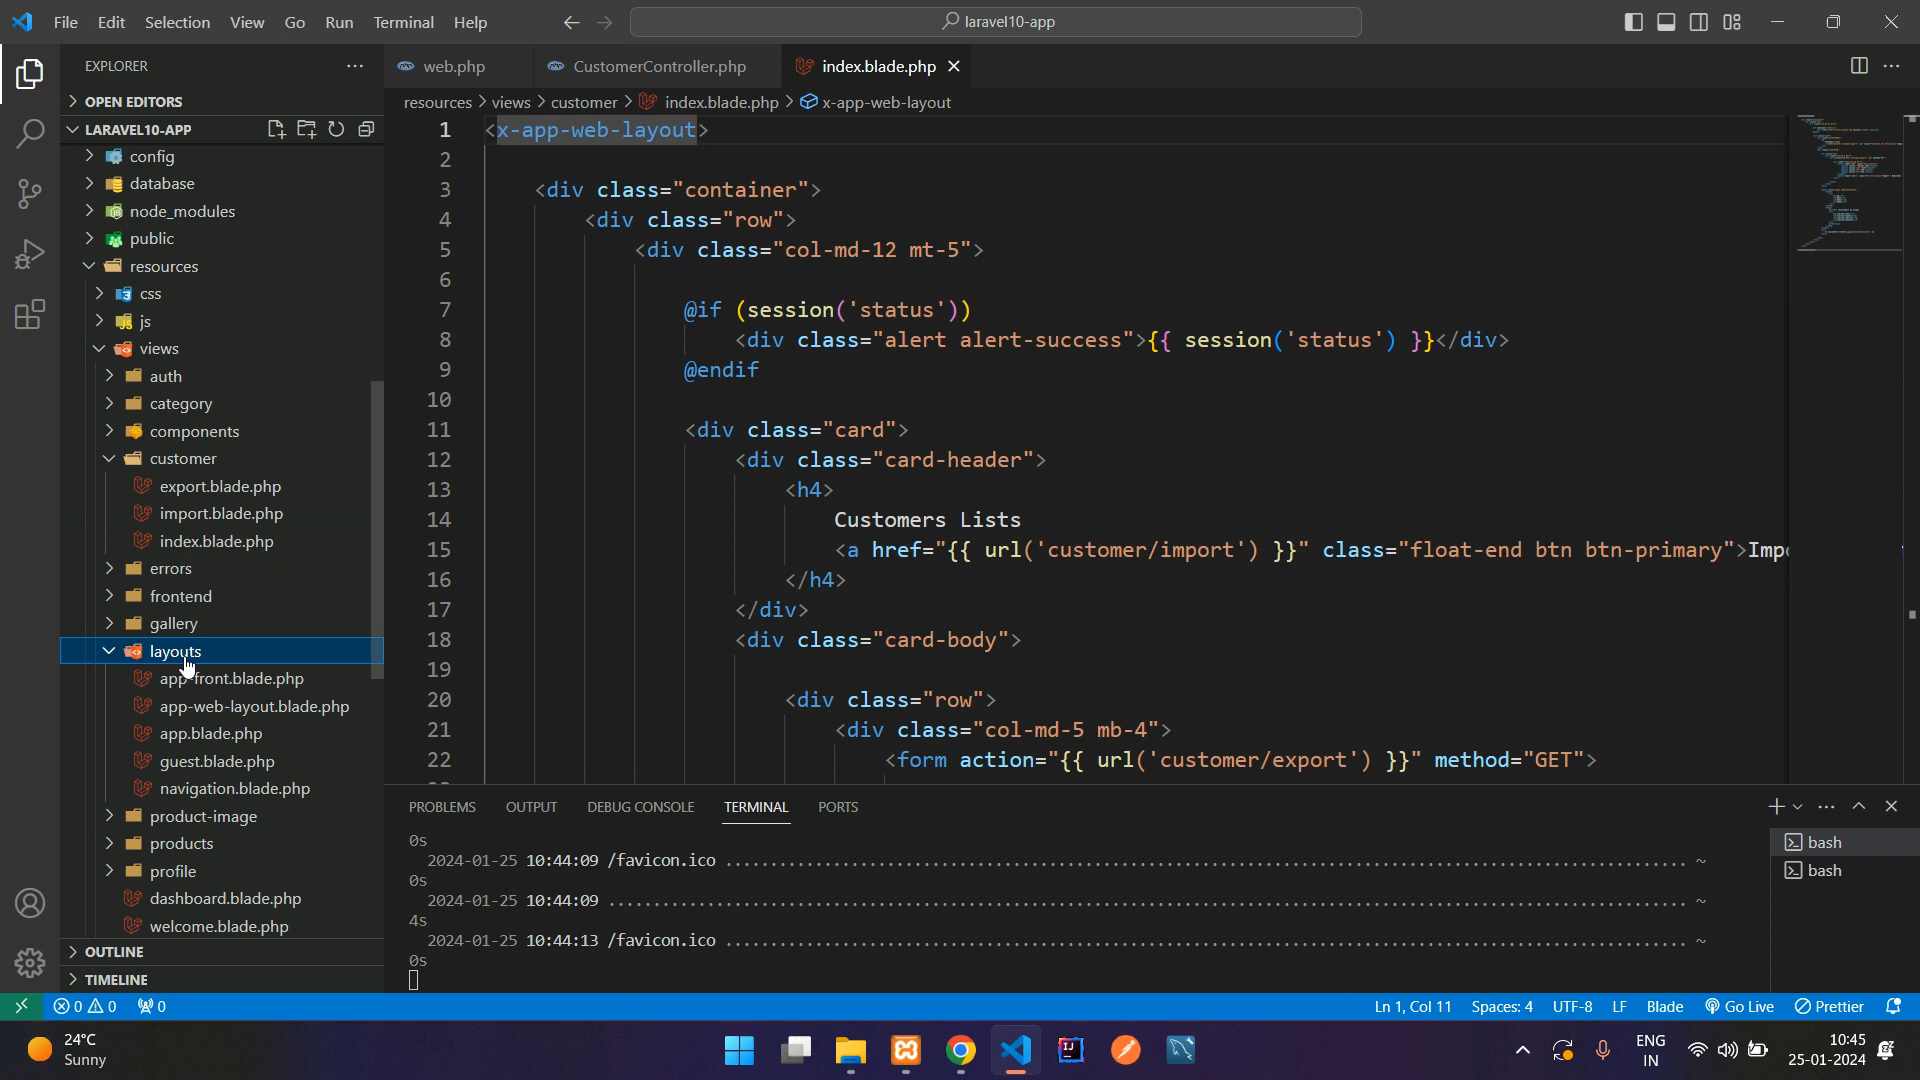 File Edit Selection View Go Run Terminal Help
laravel10-app
EXPLORER
web.php
CustomerController.php
index.blade.php
OPEN EDITORS
resources > views > customer > index.blade.php > x-app-web-layout
LARAVEL10-APP
config
database
node_modules
public
resources
css
js
views
auth
category
components
customer
export.blade.php
import.blade.php
index.blade.php
errors
frontend
gallery
layouts
app-front.blade.php
app-web-layout.blade.php
app.blade.php
guest.blade.php
navigation.blade.php
product-image
products
profile
dashboard.blade.php
welcome.blade.php
OUTLINE
TIMELINE
1 <x-app-web-layout>
2
3 <div class="container">
4 <div class="row">
5 <div class="col-md-12 mt-5">
6
7 @if (session('status'))
8 <div class="alert alert-success">{{ session('status') }}</div>
9 @endif
10
11 <div class="card">
12 <div class="card-header">
13 <h4>
14 Customers Lists
15 <a href="{{ url('customer/import') }}" class="float-end btn btn-primary">Imp
16 </h4>
17 </div>
18 <div class="card-body">
19
20 <div class="row">
21 <div class="col-md-5 mb-4">
22 <form action="{{ url('customer/export') }}" method="GET">
PROBLEMS OUTPUT DEBUG CONSOLE TERMINAL PORTS
0s
2024-01-25 10:44:09 /favicon.ico ........................................ ~
0s
2024-01-25 10:44:09 ........................................ ~
4s
2024-01-25 10:44:13 /favicon.ico ........................................ ~
0s
bash
bash
0 0 0
Ln 1, Col 11 Spaces: 4 UTF-8 LF Blade Go Live Prettier
24°C
Sunny
ENG
IN
10:45
25-01-2024